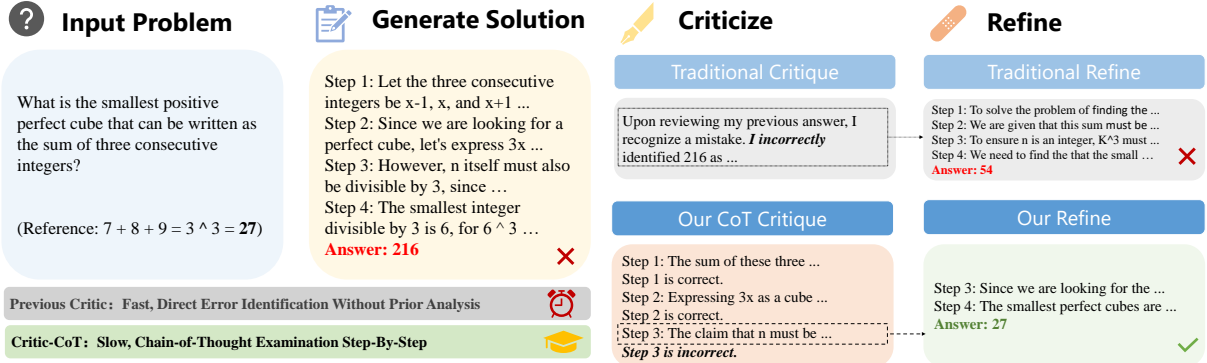 Input Problem
What is the smallest positive
perfect cube that can be written as
the sum of three consecutive
integers?
(Reference: 7 + 8 + 9 = 3 ^ 3 = 27)
Generate Solution
Step 1: Let the three consecutive
integers be x-1, x, and x+1 ...
Step 2: Since we are looking for a
perfect cube, let's express 3x ...
Step 3: However, n itself must also
be divisible by 3, since …
Step 4: The smallest integer
divisible by 3 is 6, for 6 ^ 3 …
Answer: 216
Previous Critic: Fast, Direct Error Identification Without Prior Analysis
Critic-CoT: Slow, Chain-of-Thought Examination Step-By-Step
Criticize
Traditional Critique
Upon reviewing my previous answer, I
recognize a mistake. I incorrectly
identified 216 as ...
Our CoT Critique
Step 1: The sum of these three ...
Step 1 is correct.
Step 2: Expressing 3x as a cube ...
Step 2 is correct.
Step 3: The claim that n must be ...
Step 3 is incorrect.
Refine
Traditional Refine
Step 1: To solve the problem of finding the ...
Step 2: We are given that this sum must be ...
Step 3: To ensure n is an integer, K^3 must ...
Step 4: We need to find the that the small …
Answer: 54
Our Refine
Step 3: Since we are looking for the ...
Step 4: The smallest perfect cubes are ...
Answer: 27